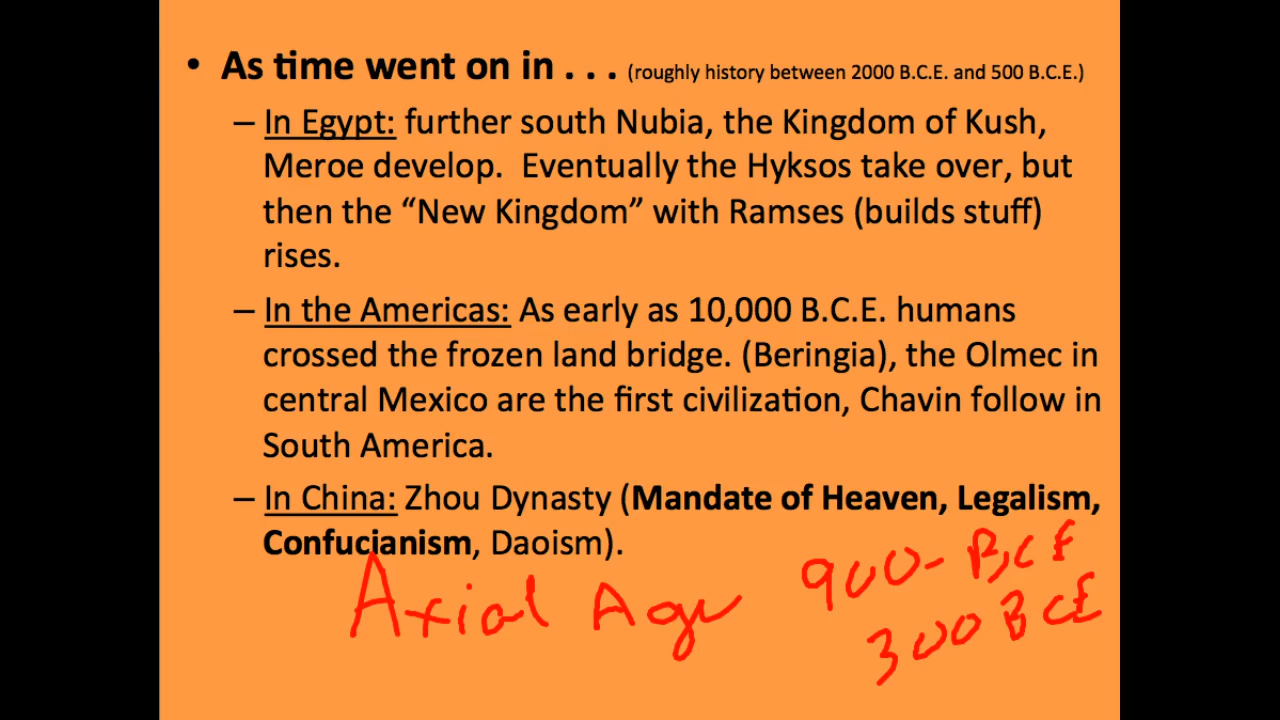 • As time went on in . . . (roughly history between 2000 B.C.E. and 500 B.C.E.)
– In Egypt: further south Nubia, the Kingdom of Kush,
Meroe develop.  Eventually the Hyksos take over, but
then the “New Kingdom” with Ramses (builds stuff)
rises.
– In the Americas: As early as 10,000 B.C.E. humans
crossed the frozen land bridge. (Beringia), the Olmec in
central Mexico are the first civilization, Chavin follow in
South America.
– In China: Zhou Dynasty (Mandate of Heaven, Legalism,
Confucianism, Daoism).
Axial Age 900- BCE
300 BCE